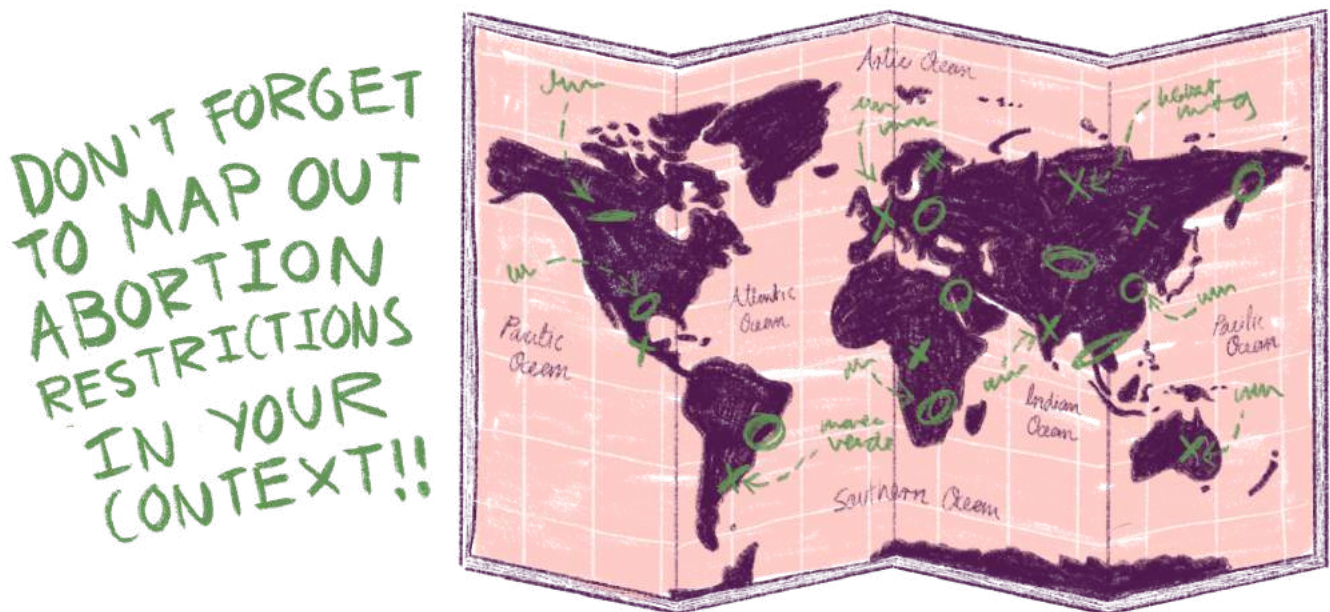 DON'T FORGET
TO MAP OUT
ABORTION
RESTRICTIONS
IN YOUR
CONTEXT!!
Artic Ocean
Atlantic
Ocean
Pacific
Ocean
Pacific
Ocean
Indian
Ocean
verde
Southern Ocean